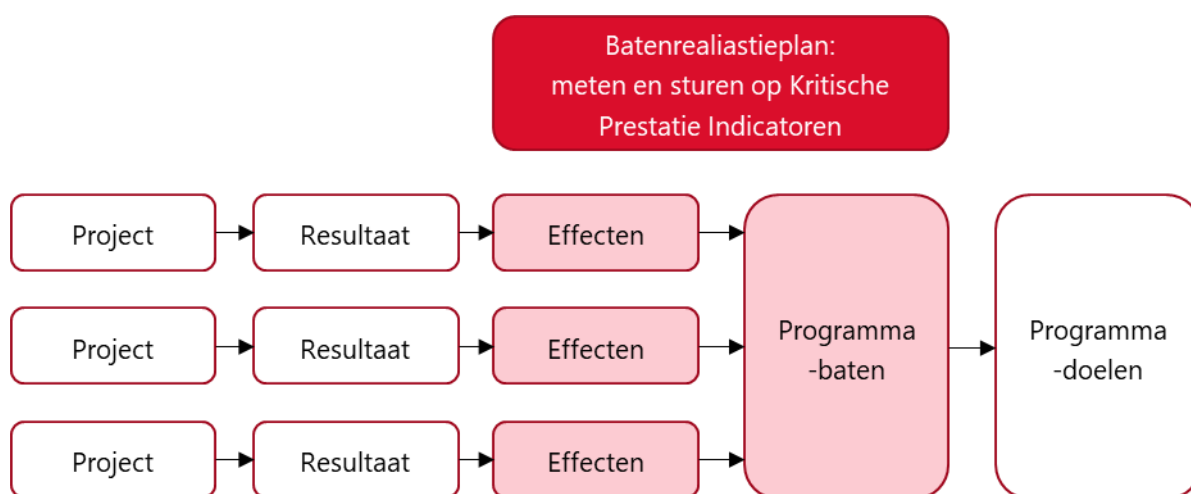 Batenrealiastieplan:
meten en sturen op Kritische
Prestatie Indicatoren
Project
Resultaat
Effecten
Project
Resultaat
Effecten
Programma
-baten
Programma
-doelen
Project
Resultaat
Effecten